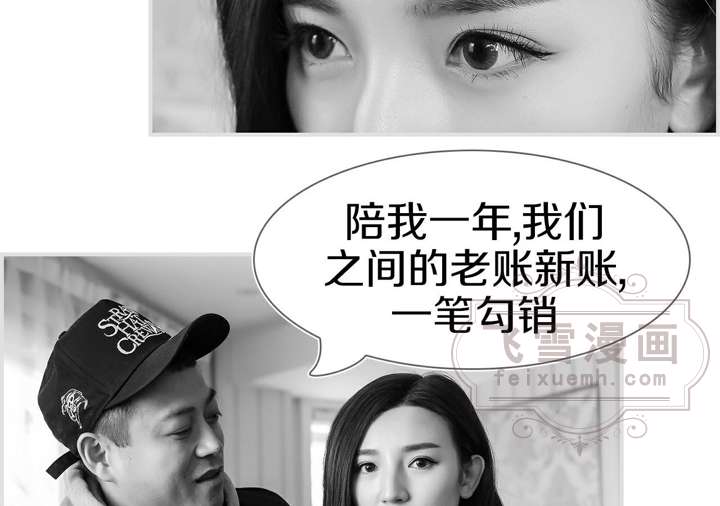 陪我一年,我们
之间的老账新账,
一笔勾销
飞雪漫画
feixuemh.com